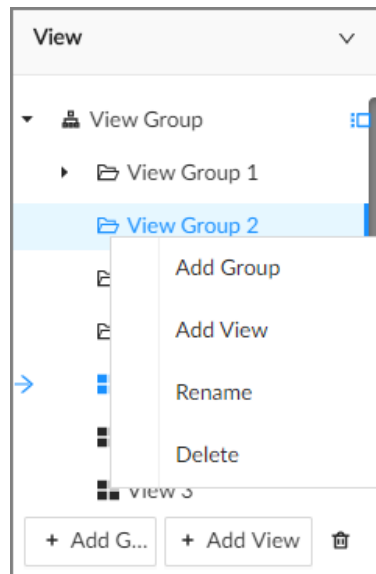 View
View Group
View Group 1
View Group 2
Add Group
Add View
Rename
Delete
View 3
+ Add G...
+ Add View